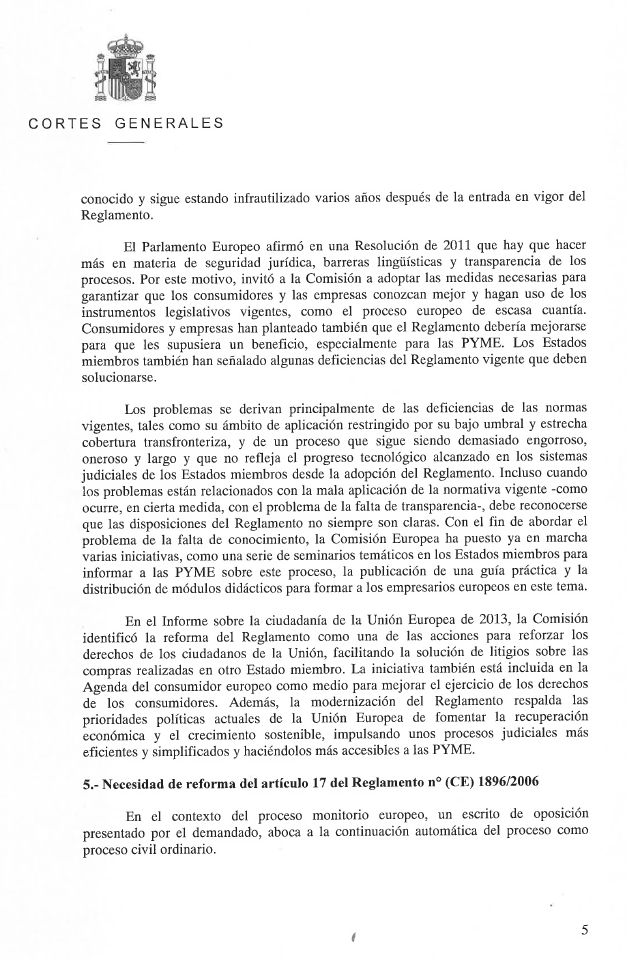 CORTES GENERALES
conocido y sigue estando infrautilizado varios años después de la entrada en vigor del
Reglamento.
El Parlamento Europeo afirmó en una Resolución de 2011 que hay que hacer
más en materia de seguridad jurídica, barreras lingüísticas y transparencia de los
procesos. Por este motivo, invitó a la Comisión a adoptar las medidas necesarias para
garantizar que los consumidores y las empresas conozcan mejor y hagan uso de los
instrumentos legislativos vigentes, como el proceso europeo de escasa cuantía.
Consumidores y empresas han planteado también que el Reglamento debería mejorarse
para que les supusiera un beneficio, especialmente para las PYME. Los Estados
miembros también han señalado algunas deficiencias del Reglamento vigente que deben
solucionarse.
Los problemas se derivan principalmente de las deficiencias de las normas
vigentes, tales como su ámbito de aplicación restringido por su bajo umbral y estrecha
cobertura transfronteriza, y de un proceso que sigue siendo demasiado engorroso,
oneroso y largo y que no refleja el progreso tecnológico alcanzado en los sistemas
judiciales de los Estados miembros desde la adopción del Reglamento. Incluso cuando
los problemas están relacionados con la mala aplicación de la normativa vigente -como
ocurre, en cierta medida, con el problema de la falta de transparencia-, debe reconocerse
que las disposiciones del Reglamento no siempre son claras. Con el fin de abordar el
problema de la falta de conocimiento, la Comisión Europea ha puesto ya en marcha
varias iniciativas, como una serie de seminarios temáticos en los Estados miembros para
informar a las PYME sobre este proceso, la publicación de una guía práctica y la
distribución de módulos didácticos para formar a los empresarios europeos en este tema.
En el Informe sobre la ciudadanía de la Unión Europea de 2013, la Comisión
identificó la reforma del Reglamento como una de las acciones para reforzar los
derechos de los ciudadanos de la Unión, facilitando la solución de litigios sobre las
compras realizadas en otro Estado miembro. La iniciativa también está incluida en la
Agenda del consumidor europeo como medio para mejorar el ejercicio de los derechos
de los consumidores. Además, la modernización del Reglamento respalda las
prioridades políticas actuales de la Unión Europea de fomentar la recuperación
económica y el crecimiento sostenible, impulsando unos procesos judiciales más
eficientes y simplificados y haciéndolos más accesibles a las PYME.
5.- Necesidad de reforma del artículo 17 del Reglamento nº (CE) 1896/2006
En el contexto del proceso monitorio europeo, un escrito de oposición
presentado por el demandado, aboca a la continuación automática del proceso como
proceso civil ordinario.
5